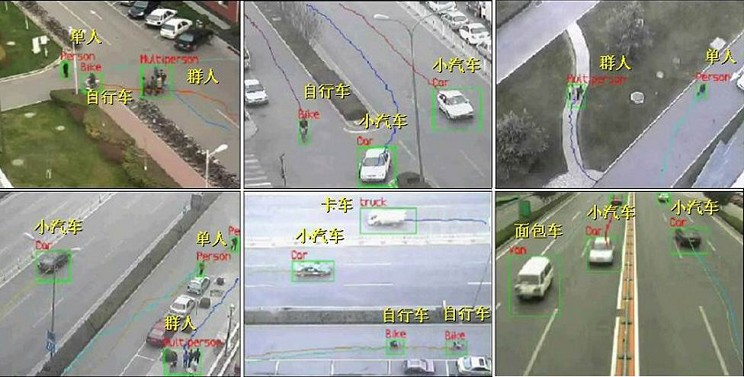 单人
Person
Bike
自行车
Multiperson
群人
自行车
Bike
小汽车
Car
小汽车
Car
群人
Multiperson
单人
Person
小汽车
Car
单人
Person
Pe
群人
Multiperson
卡车
truck
小汽车
Car
自行车
Bike
自行车
Bike
面包车
Van
小汽车
Car
小汽车
Car